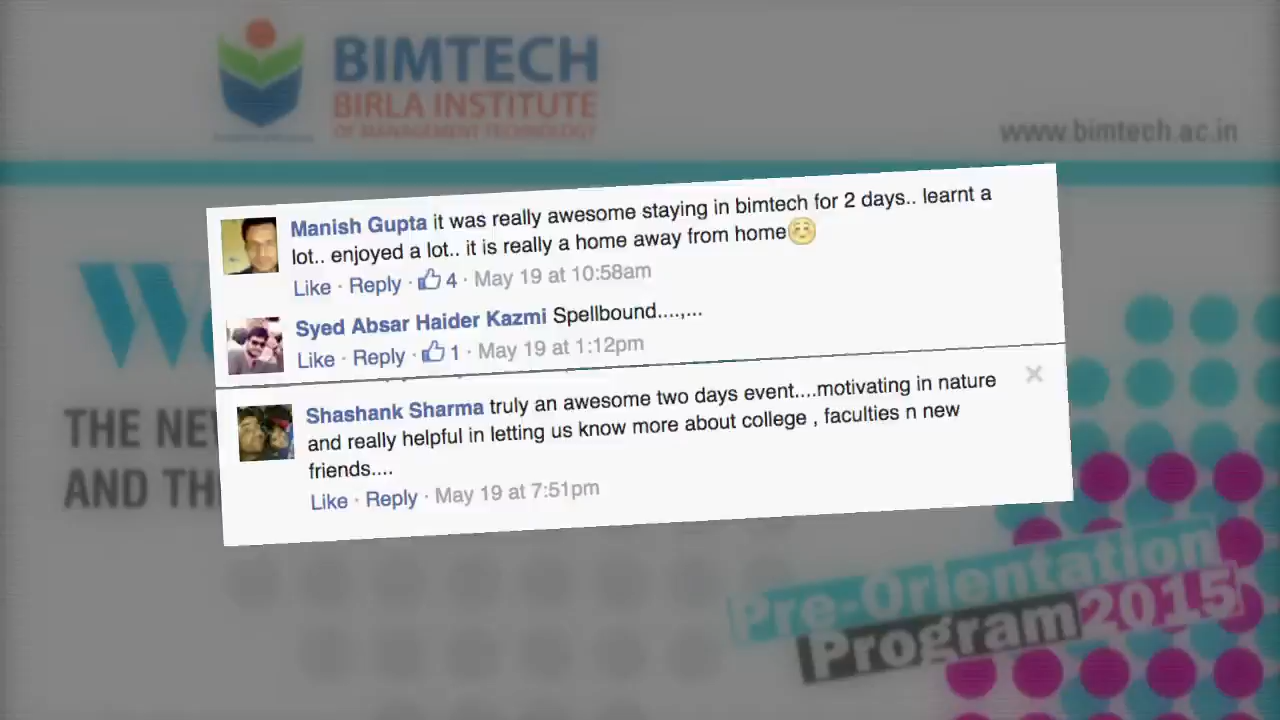 BIMTECH
BIRLA INSTITUTE
OF MANAGEMENT TECHNOLOGY
www.bimtech.ac.in
Manish Gupta it was really awesome staying in bimtech for 2 days.. learnt a
lot.. enjoyed a lot.. it is really a home away from home☺️
Like · Reply · 👍 4 · May 19 at 10:58am
Syed Absar Haider Kazmi Spellbound....,...
Like · Reply · 👍 1 · May 19 at 1:12pm
Shashank Sharma truly an awesome two days event....motivating in nature
and really helpful in letting us know more about college , faculties n new
friends....
Like · Reply · May 19 at 7:51pm
THE
AND
Pre-Orientation
Program2015